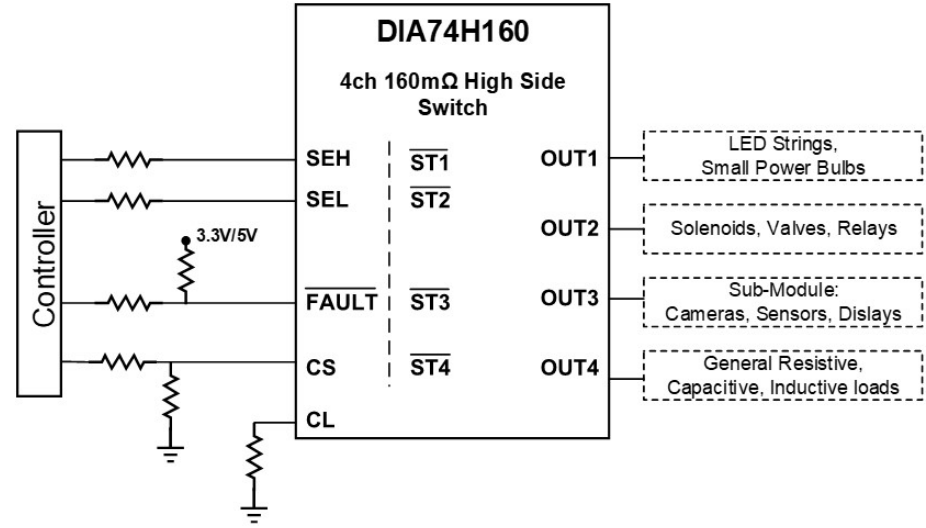 DIA74H160
4ch 160mΩ High Side
Switch
Controller
SEH
ST1
OUT1
LED Strings,
Small Power Bulbs
SEL
ST2
OUT2
Solenoids, Valves, Relays
3.3V/5V
FAULT
ST3
OUT3
Sub-Module:
Cameras, Sensors, Dislays
CS
ST4
OUT4
General Resistive,
Capacitive, Inductive loads
CL